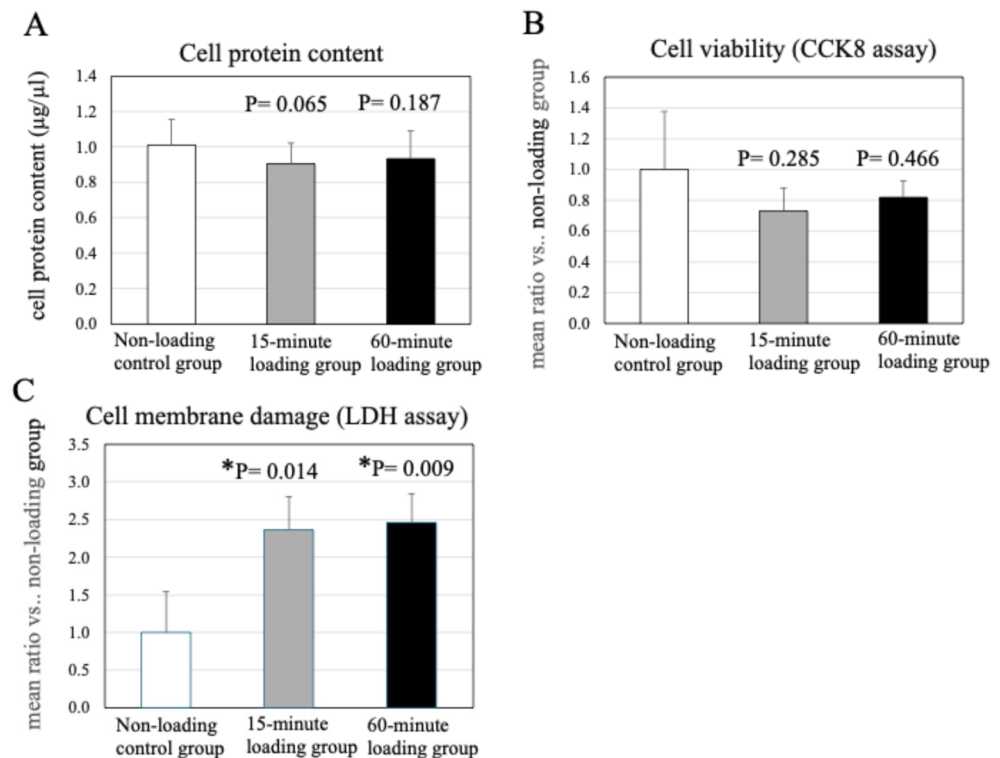 A
Cell protein content
cell protein content (μg/μl)
1.4
1.2
1.0
0.8
0.6
0.4
0.2
0.0
P= 0.065
P= 0.187
Non-loading
control group
15-minute
loading group
60-minute
loading group
B
Cell viability (CCK8 assay)
mean ratio vs.. non-loading group
1.6
1.4
1.2
1.0
0.8
0.6
0.4
0.2
0.0
P= 0.285
P= 0.466
Non-loading
control group
15-minute
loading group
60-minute
loading group
C
Cell membrane damage (LDH assay)
mean ratio vs.. non-loading group
3.5
3.0
2.5
2.0
1.5
1.0
0.5
0.0
*P= 0.014
*P= 0.009
Non-loading
control group
15-minute
loading group
60-minute
loading group